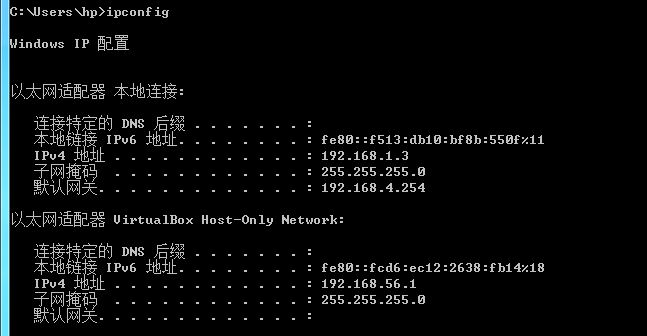 C:\Users\hp>ipconfig
Windows IP 配置
以太网适配器 本地连接:
连接特定的 DNS 后缀 . . . . . . . :
本地链接 IPv6 地址. . . . . . . . : fe80::f513:db10:bf8b:550f%11
IPv4 地址 . . . . . . . . . . . . : 192.168.1.3
子网掩码  . . . . . . . . . . . . : 255.255.255.0
默认网关. . . . . . . . . . . . . : 192.168.4.254
以太网适配器 VirtualBox Host-Only Network:
连接特定的 DNS 后缀 . . . . . . . :
本地链接 IPv6 地址. . . . . . . . : fe80::fcd6:ec12:2638:fb14%18
IPv4 地址 . . . . . . . . . . . . : 192.168.56.1
子网掩码  . . . . . . . . . . . . : 255.255.255.0
默认网关. . . . . . . . . . . . . :